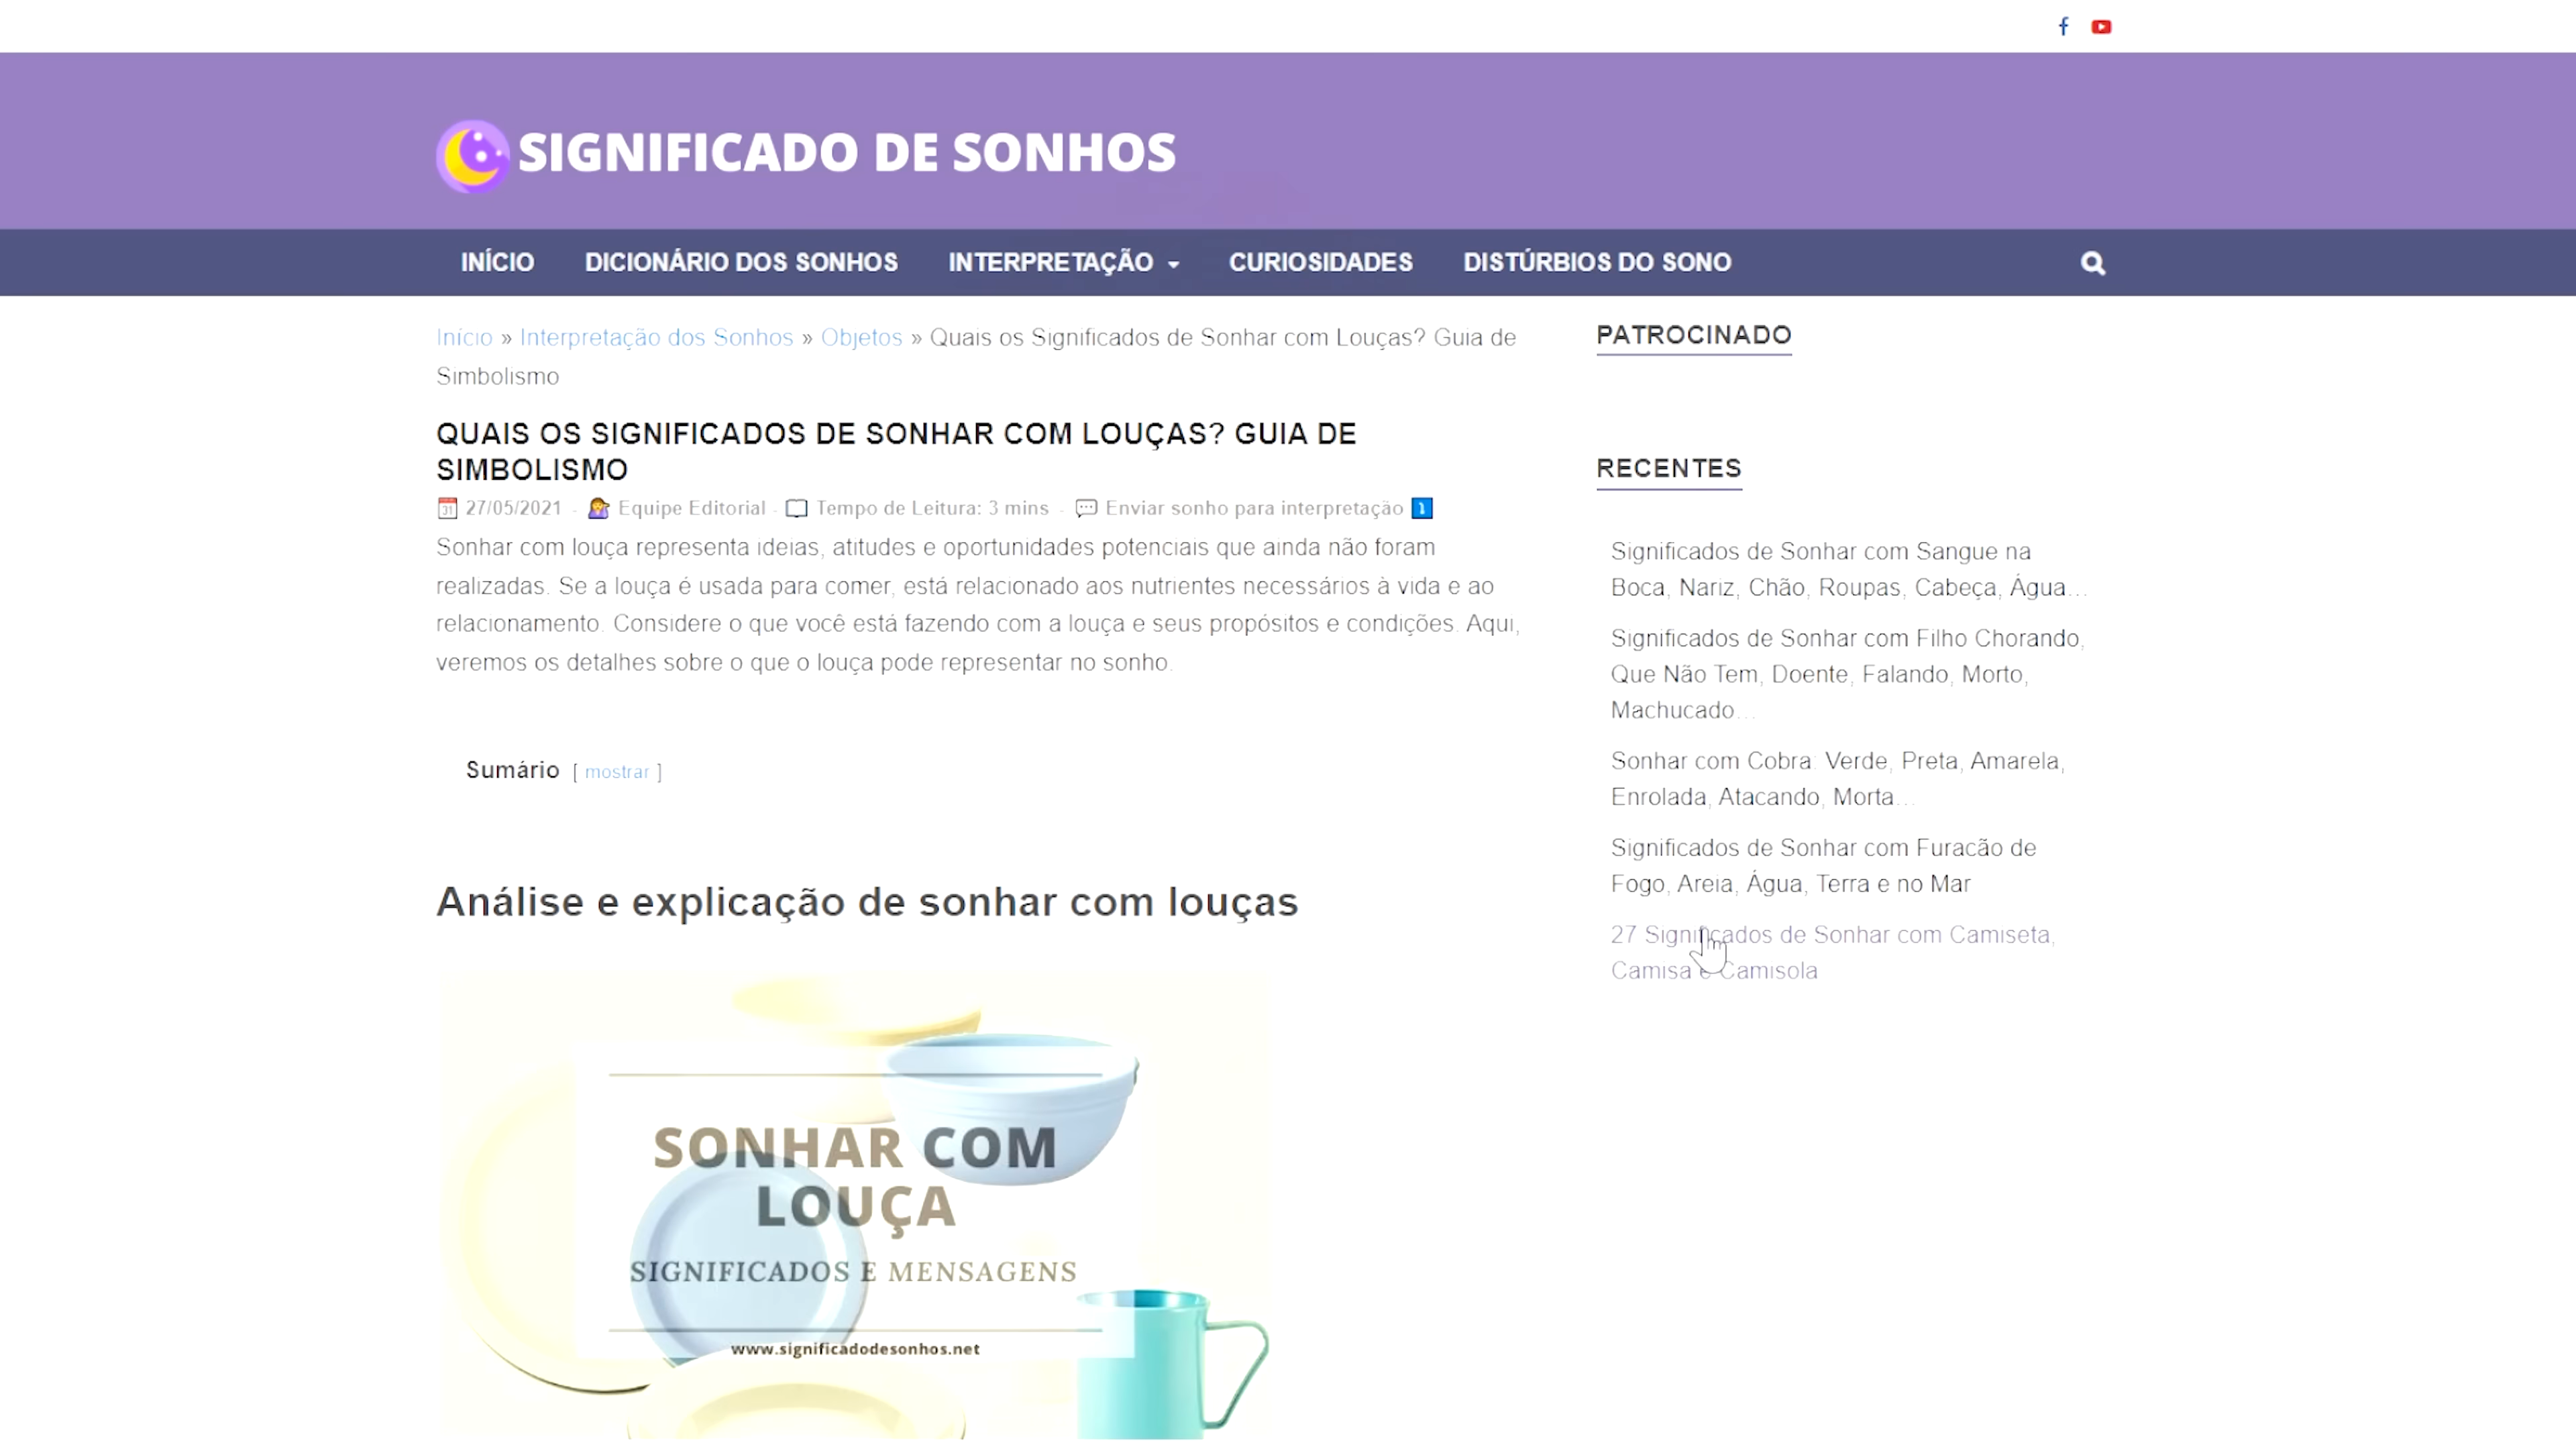 SIGNIFICADO DE SONHOS
INÍCIO DICIONÁRIO DOS SONHOS INTERPRETAÇÃO CURIOSIDADES DISTÚRBIOS DO SONO
Início » Interpretação dos Sonhos » Objetos » Quais os Significados de Sonhar com Louças? Guia de
Simbolismo
QUAIS OS SIGNIFICADOS DE SONHAR COM LOUÇAS? GUIA DE
SIMBOLISMO
27/05/2021 - Equipe Editorial - Tempo de Leitura: 3 mins - Enviar sonho para interpretação
Sonhar com louça representa ideias, atitudes e oportunidades potenciais que ainda não foram
realizadas. Se a louça é usada para comer, está relacionado aos nutrientes necessários à vida e ao
relacionamento. Considere o que você está fazendo com a louça e seus propósitos e condições. Aqui,
veremos os detalhes sobre o que o louça pode representar no sonho.
Sumário [ mostrar ]
Análise e explicação de sonhar com louças
SONHAR COM
LOUÇA
SIGNIFICADOS E MENSAGENS
www.significadodesonhos.net
PATROCINADO
RECENTES
Significados de Sonhar com Sangue na
Boca, Nariz, Chão, Roupas, Cabeça, Água…
Significados de Sonhar com Filho Chorando,
Que Não Tem, Doente, Falando, Morto,
Machucado…
Sonhar com Cobra: Verde, Preta, Amarela,
Enrolada, Atacando, Morta…
Significados de Sonhar com Furacão de
Fogo, Areia, Água, Terra e no Mar
27 Significados de Sonhar com Camiseta,
Camisa e Camisola